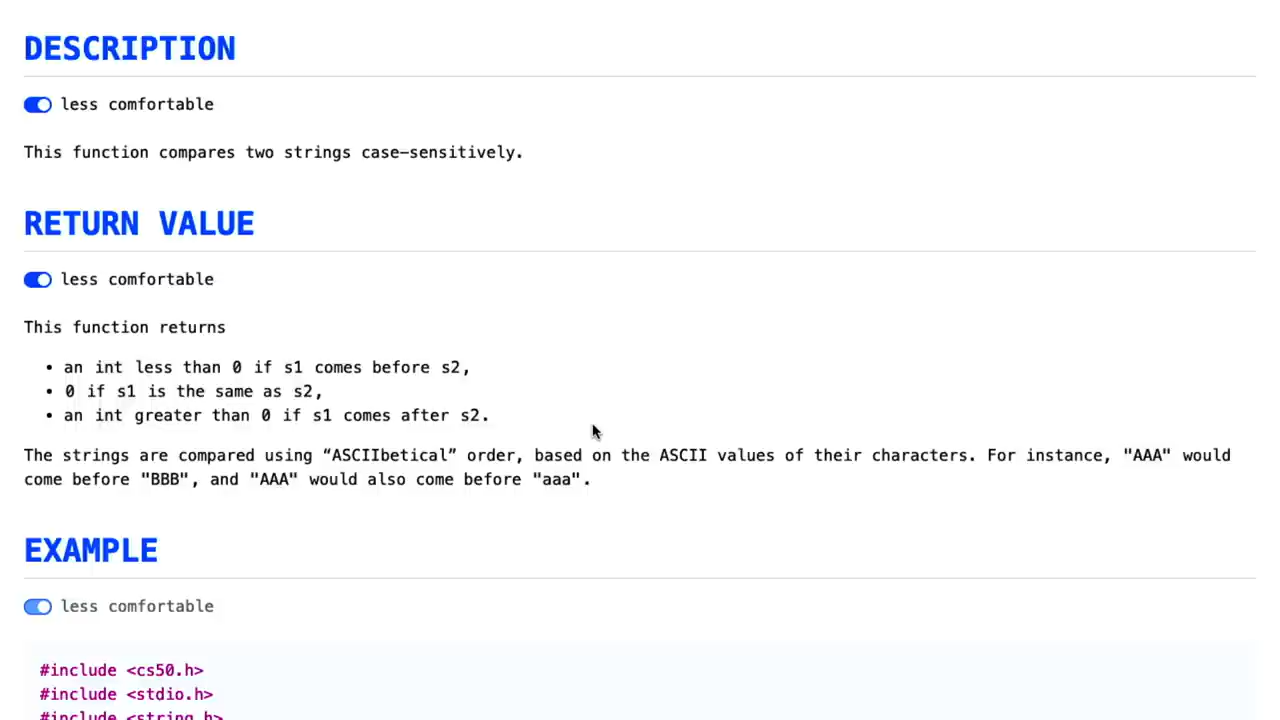 DESCRIPTION
less comfortable
This function compares two strings case-sensitively.
RETURN VALUE
less comfortable
This function returns
• an int less than 0 if s1 comes before s2,
• 0 if s1 is the same as s2,
• an int greater than 0 if s1 comes after s2.
The strings are compared using “ASCIIbetical” order, based on the ASCII values of their characters. For instance, "AAA" would
come before "BBB", and "AAA" would also come before "aaa".
EXAMPLE
less comfortable
#include <cs50.h>
#include <stdio.h>
#include <string.h>